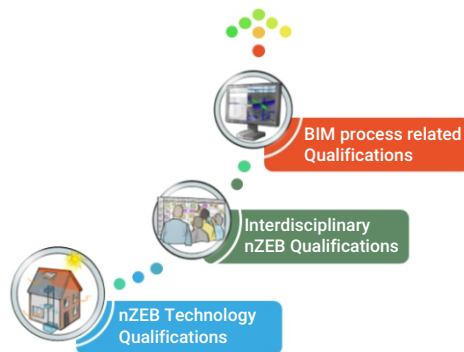 BIM process related
Qualifications
Interdisciplinary
nZEB Qualifications
nZEB Technology
Qualifications